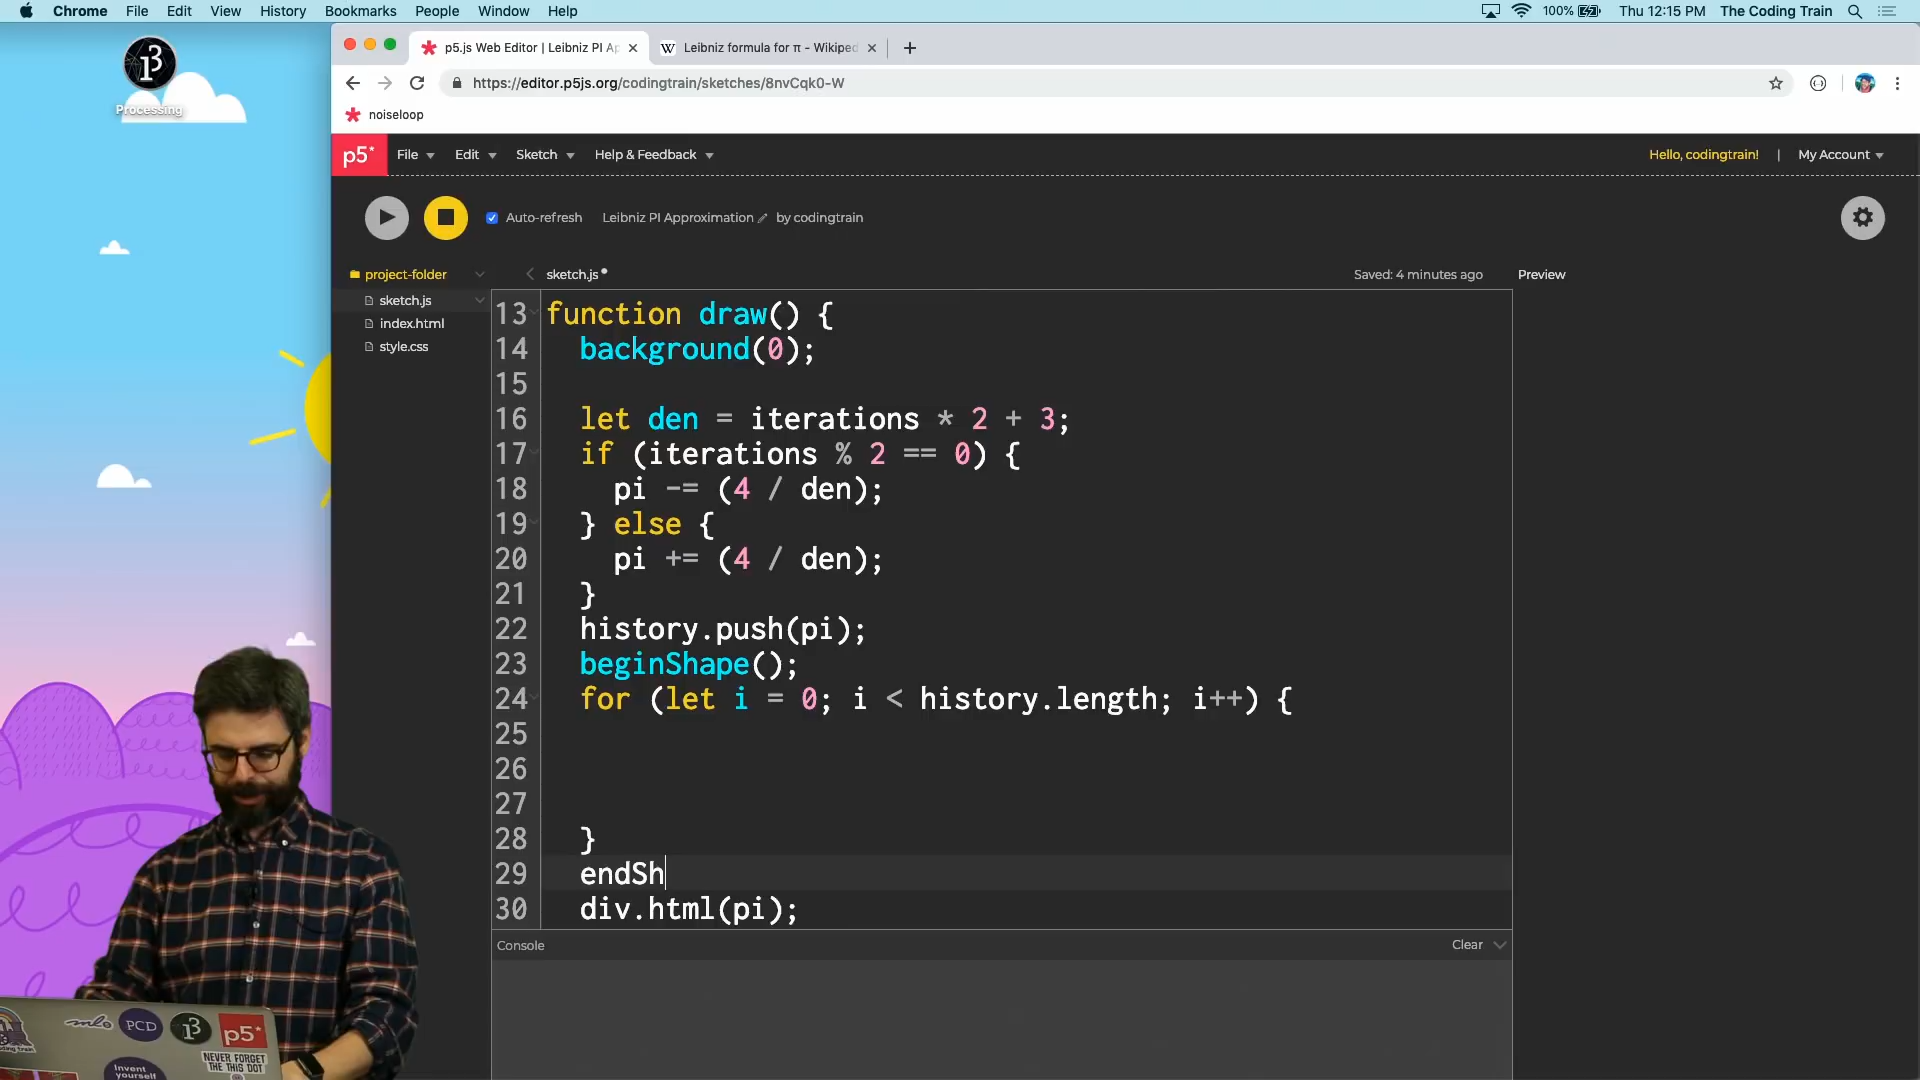 Chrome File Edit View History Bookmarks People Window Help 100% Thu 12:15 PM The Coding Train
Processing
p5.js Web Editor | Leibniz PI Ap
Leibniz formula for π - Wikiped
https://editor.p5js.org/codingtrain/sketches/8nvCqk0-W
noiseloop
p5* File Edit Sketch Help & Feedback Hello, codingtrain! | My Account
Auto-refresh Leibniz PI Approximation by codingtrain
project-folder
sketch.js
index.html
style.css
sketch.js Saved: 4 minutes ago Preview
13 function draw() {
14 background(0);
15
16 let den = iterations * 2 + 3;
17 if (iterations % 2 == 0) {
18 pi -= (4 / den);
19 } else {
20 pi += (4 / den);
21 }
22 history.push(pi);
23 beginShape();
24 for (let i = 0; i < history.length; i++) {
25
26
27
28 }
29 endSh
30 div.html(pi);
Console Clear
mlo
PCD
p5*
NEVER FORGET
THE THIS DOT
Invent
yourself